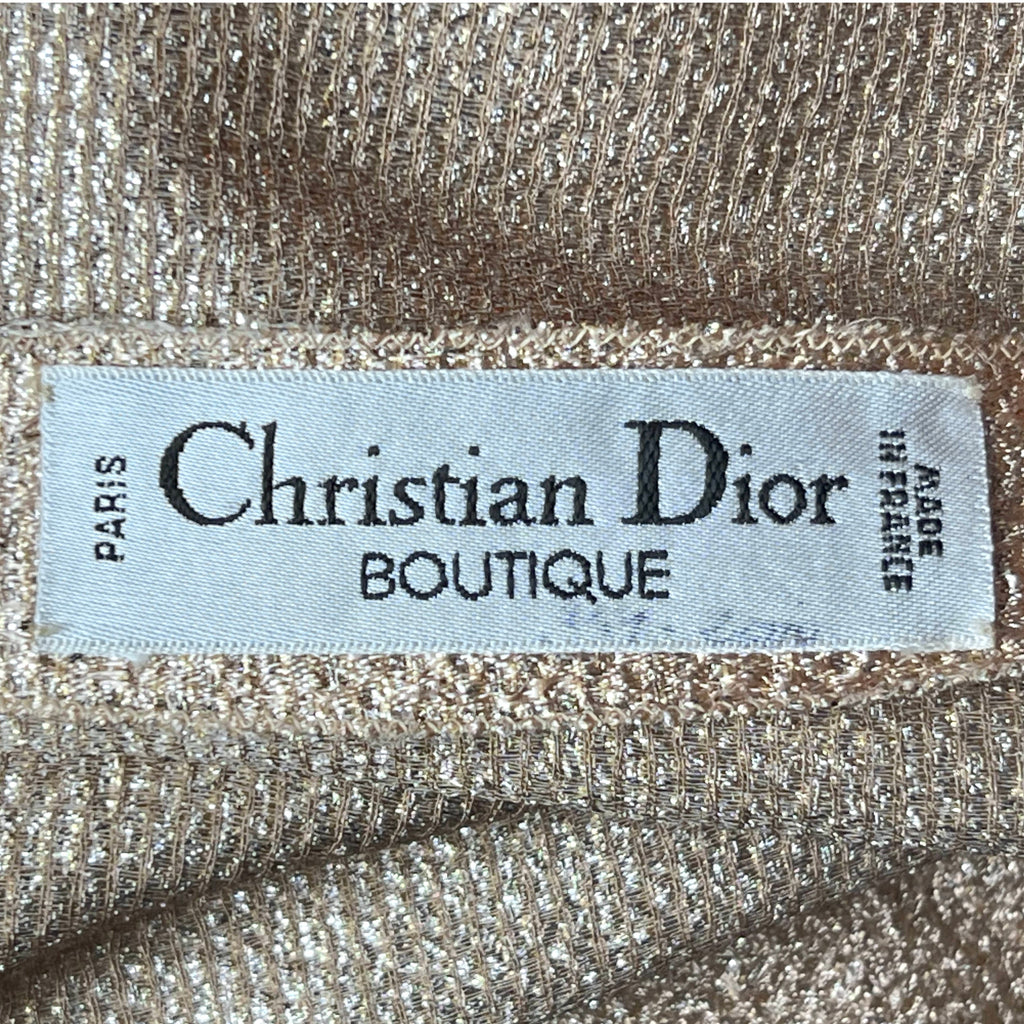 PARIS
Christian Dior
BOUTIQUE
MADE
IN FRANCE